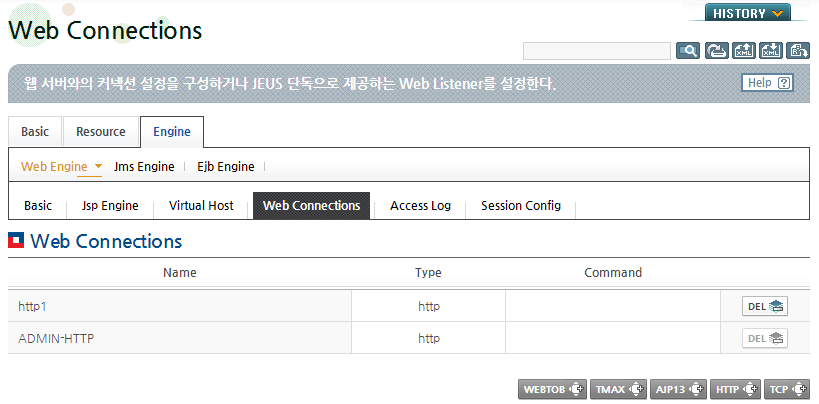 HISTORY
Web Connections
XML XML
웹 서버와의 커넥션 설정을 구성하거나 JEUS 단독으로 제공하는 Web Listener를 설정한다. Help ?
Basic Resource Engine
Web Engine Jms Engine Ejb Engine
Basic Jsp Engine Virtual Host Web Connections Access Log Session Config
Web Connections
Name Type Command
http1 http DEL
ADMIN-HTTP http DEL
WEBTOB TMAX AJP13 HTTP TCP